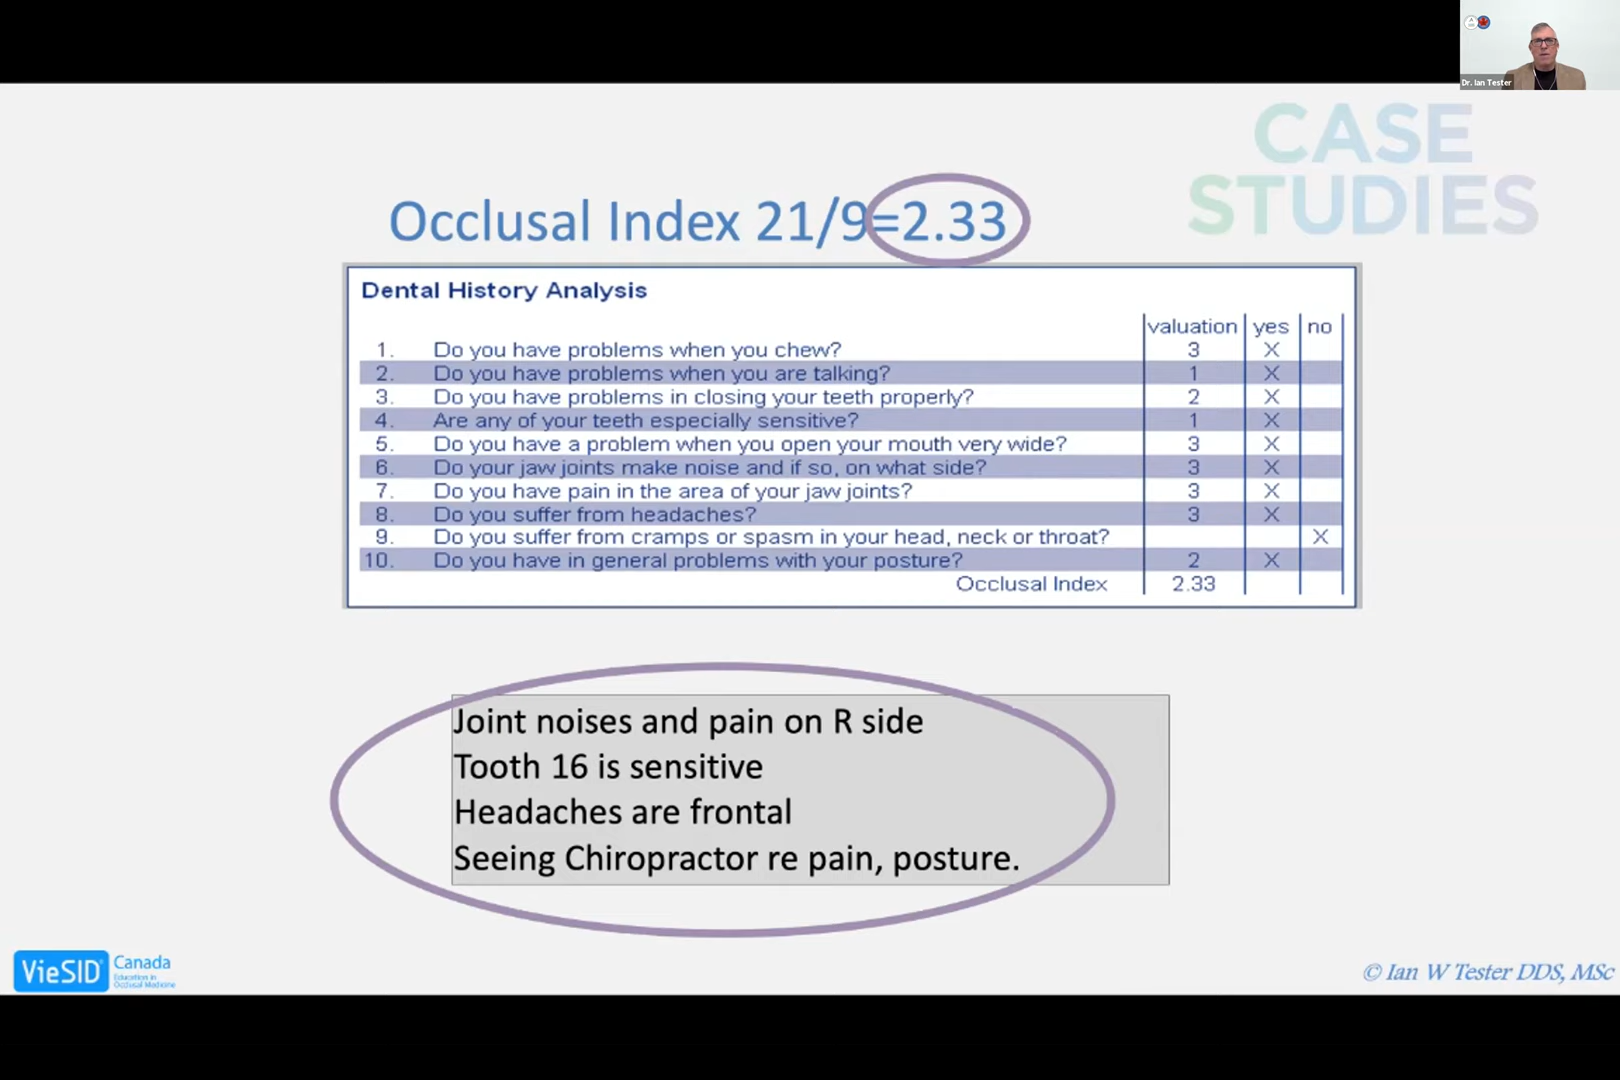 Dr. Ian Tester
CASE
STUDIES
Occlusal Index 21/9=2.33
Dental History Analysis
valuation yes no
1. Do you have problems when you chew? 3 X
2. Do you have problems when you are talking? 1 X
3. Do you have problems in closing your teeth properly? 2 X
4. Are any of your teeth especially sensitive? 1 X
5. Do you have a problem when you open your mouth very wide? 3 X
6. Do your jaw joints make noise and if so, on what side? 3 X
7. Do you have pain in the area of your jaw joints? 3 X
8. Do you suffer from headaches? 3 X
9. Do you suffer from cramps or spasm in your head, neck or throat? X
10. Do you have in general problems with your posture? 2 X
Occlusal Index 2.33
Joint noises and pain on R side
Tooth 16 is sensitive
Headaches are frontal
Seeing Chiropractor re pain, posture.
VieSID Canada
Education in
Occlusal Medicine
© Ian W Tester DDS, MSc